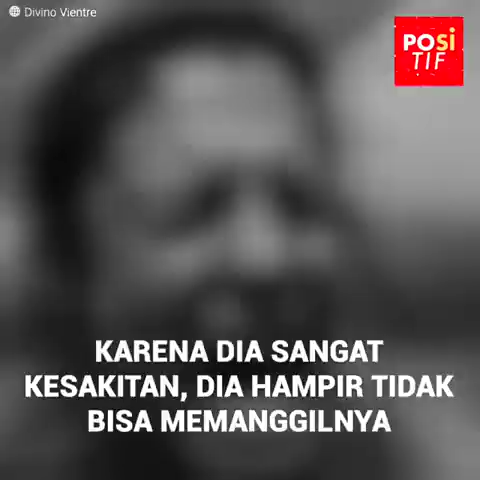 Divino Vientre
POSi
TIF
KARENA DIA SANGAT
KESAKITAN, DIA HAMPIR TIDAK
BISA MEMANGGILNYA